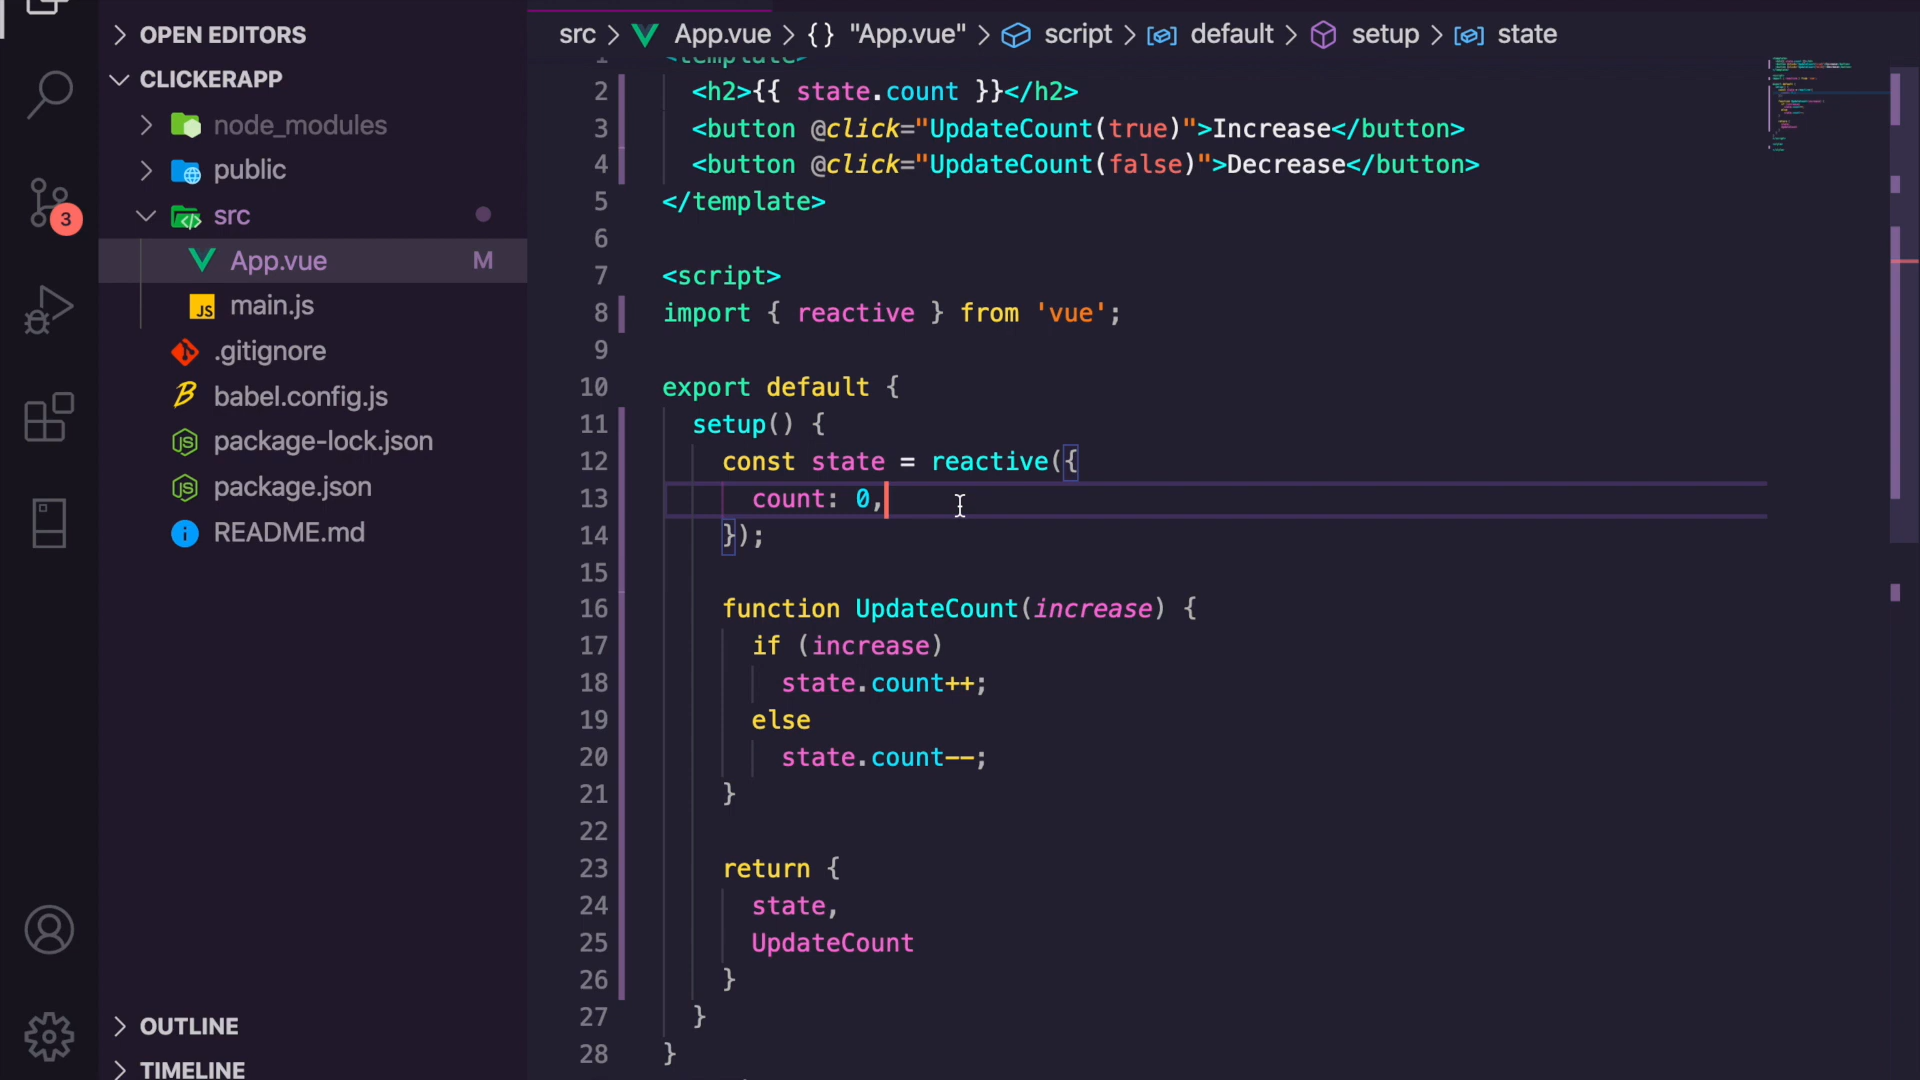 OPEN EDITORS
CLICKERAPP
node_modules
public
src
App.vue M
main.js
.gitignore
babel.config.js
package-lock.json
package.json
README.md
OUTLINE
TIMELINE
3
src > App.vue > {} "App.vue" > script > default > setup > state
1 <template>
2 <h2>{{ state.count }}</h2>
3 <button @click="UpdateCount(true)">Increase</button>
4 <button @click="UpdateCount(false)">Decrease</button>
5 </template>
6
7 <script>
8 import { reactive } from 'vue';
9
10 export default {
11 setup() {
12 const state = reactive({
13 count: 0,
14 });
15
16 function UpdateCount(increase) {
17 if (increase)
18 state.count++;
19 else
20 state.count--;
21 }
22
23 return {
24 state,
25 UpdateCount
26 }
27 }
28 }